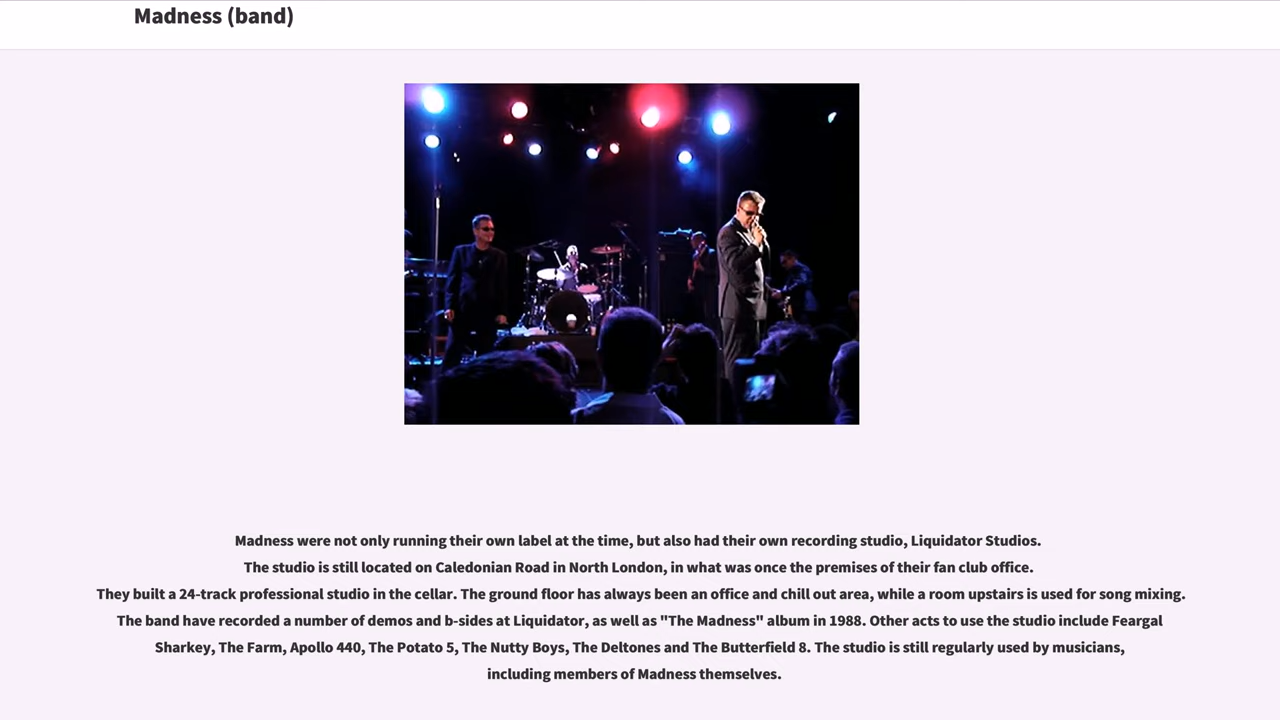 Madness (band)
Madness were not only running their own label at the time, but also had their own recording studio, Liquidator Studios.
The studio is still located on Caledonian Road in North London, in what was once the premises of their fan club office.
They built a 24-track professional studio in the cellar. The ground floor has always been an office and chill out area, while a room upstairs is used for song mixing.
The band have recorded a number of demos and b-sides at Liquidator, as well as "The Madness" album in 1988. Other acts to use the studio include Feargal
Sharkey, The Farm, Apollo 440, The Potato 5, The Nutty Boys, The Deltones and The Butterfield 8. The studio is still regularly used by musicians,
including members of Madness themselves.